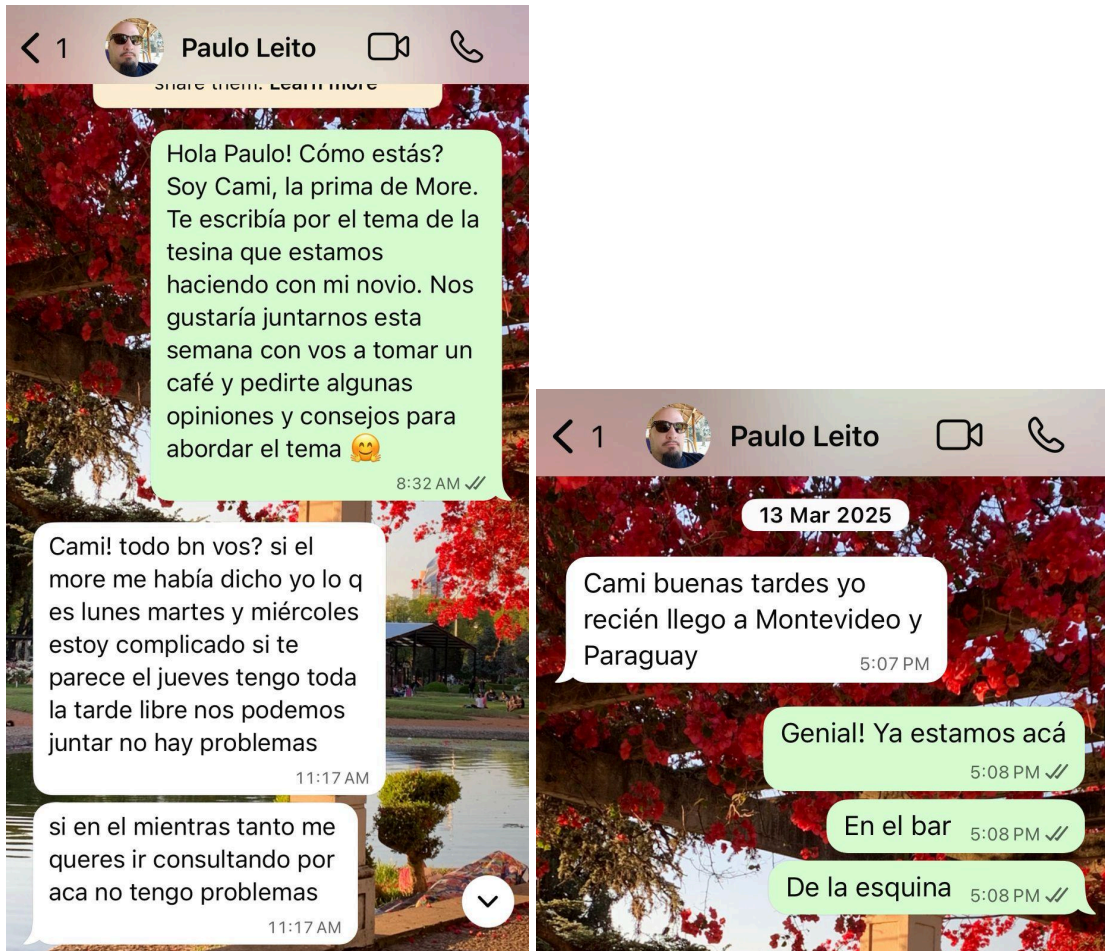 1 Paulo Leito
share them. Learn more
Hola Paulo! Cómo estás?
Soy Cami, la prima de More.
Te escribía por el tema de la
tesina que estamos
haciendo con mi novio. Nos
gustaría juntarnos esta
semana con vos a tomar un
café y pedirte algunas
opiniones y consejos para
abordar el tema 🤗
8:32 AM
Cami! todo bn vos? si el
more me había dicho yo lo q
es lunes martes y miércoles
estoy complicado si te
parece el jueves tengo toda
la tarde libre nos podemos
juntar no hay problemas
11:17 AM
si en el mientras tanto me
queres ir consultando por
aca no tengo problemas
11:17 AM
1 Paulo Leito
13 Mar 2025
Cami buenas tardes yo
recién llego a Montevideo y
Paraguay 5:07 PM
Genial! Ya estamos acá
5:08 PM
En el bar 5:08 PM
De la esquina 5:08 PM